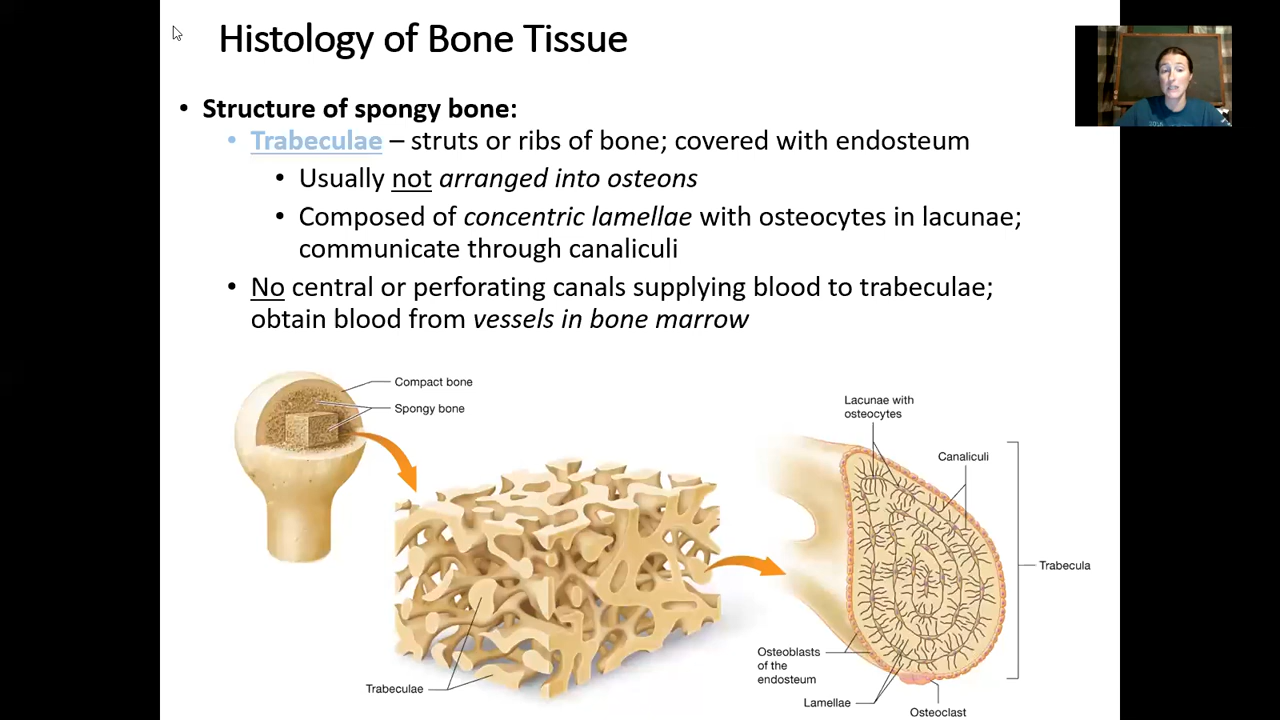 Histology of Bone Tissue
• Structure of spongy bone:
• Trabeculae – struts or ribs of bone; covered with endosteum
• Usually not arranged into osteons
• Composed of concentric lamellae with osteocytes in lacunae;
communicate through canaliculi
• No central or perforating canals supplying blood to trabeculae;
obtain blood from vessels in bone marrow
Compact bone
Spongy bone
Trabeculae
Lacunae with
osteocytes
Canaliculi
Trabecula
Osteoblasts
of the
endosteum
Lamellae
Osteoclast